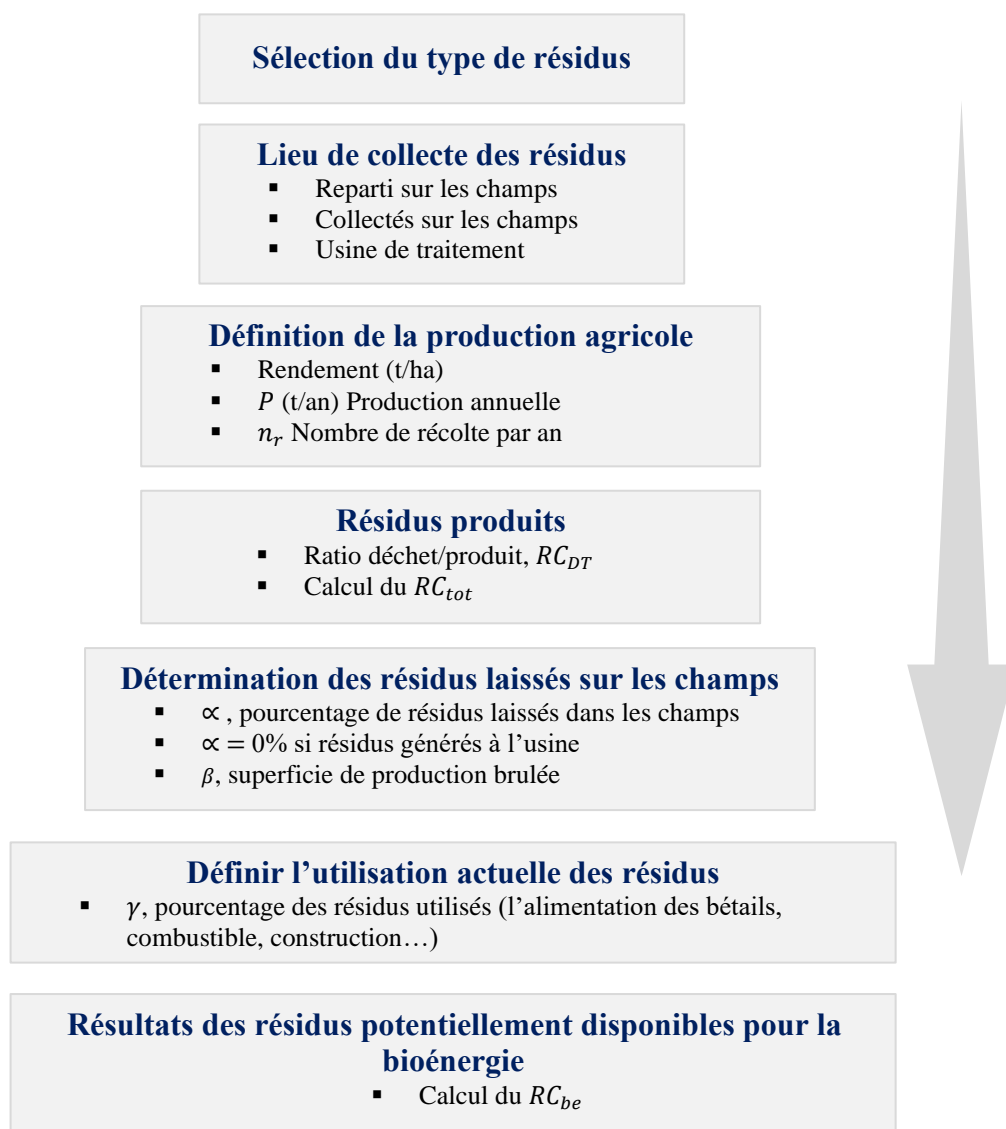 Sélection du type de résidus
Lieu de collecte des résidus
▪ Reparti sur les champs
▪ Collectés sur les champs
▪ Usine de traitement
Définition de la production agricole
▪ Rendement (t/ha)
▪ P (t/an) Production annuelle
▪ n_r Nombre de récolte par an
Résidus produits
▪ Ratio déchet/produit, RC_DT
▪ Calcul du RC_tot
Détermination des résidus laissés sur les champs
▪ ∝ , pourcentage de résidus laissés dans les champs
▪ ∝ = 0% si résidus générés à l’usine
▪ β, superficie de production brulée
Définir l’utilisation actuelle des résidus
▪ γ, pourcentage des résidus utilisés (l’alimentation des bétails,
combustible, construction…)
Résultats des résidus potentiellement disponibles pour la
bioénergie
▪ Calcul du RC_be